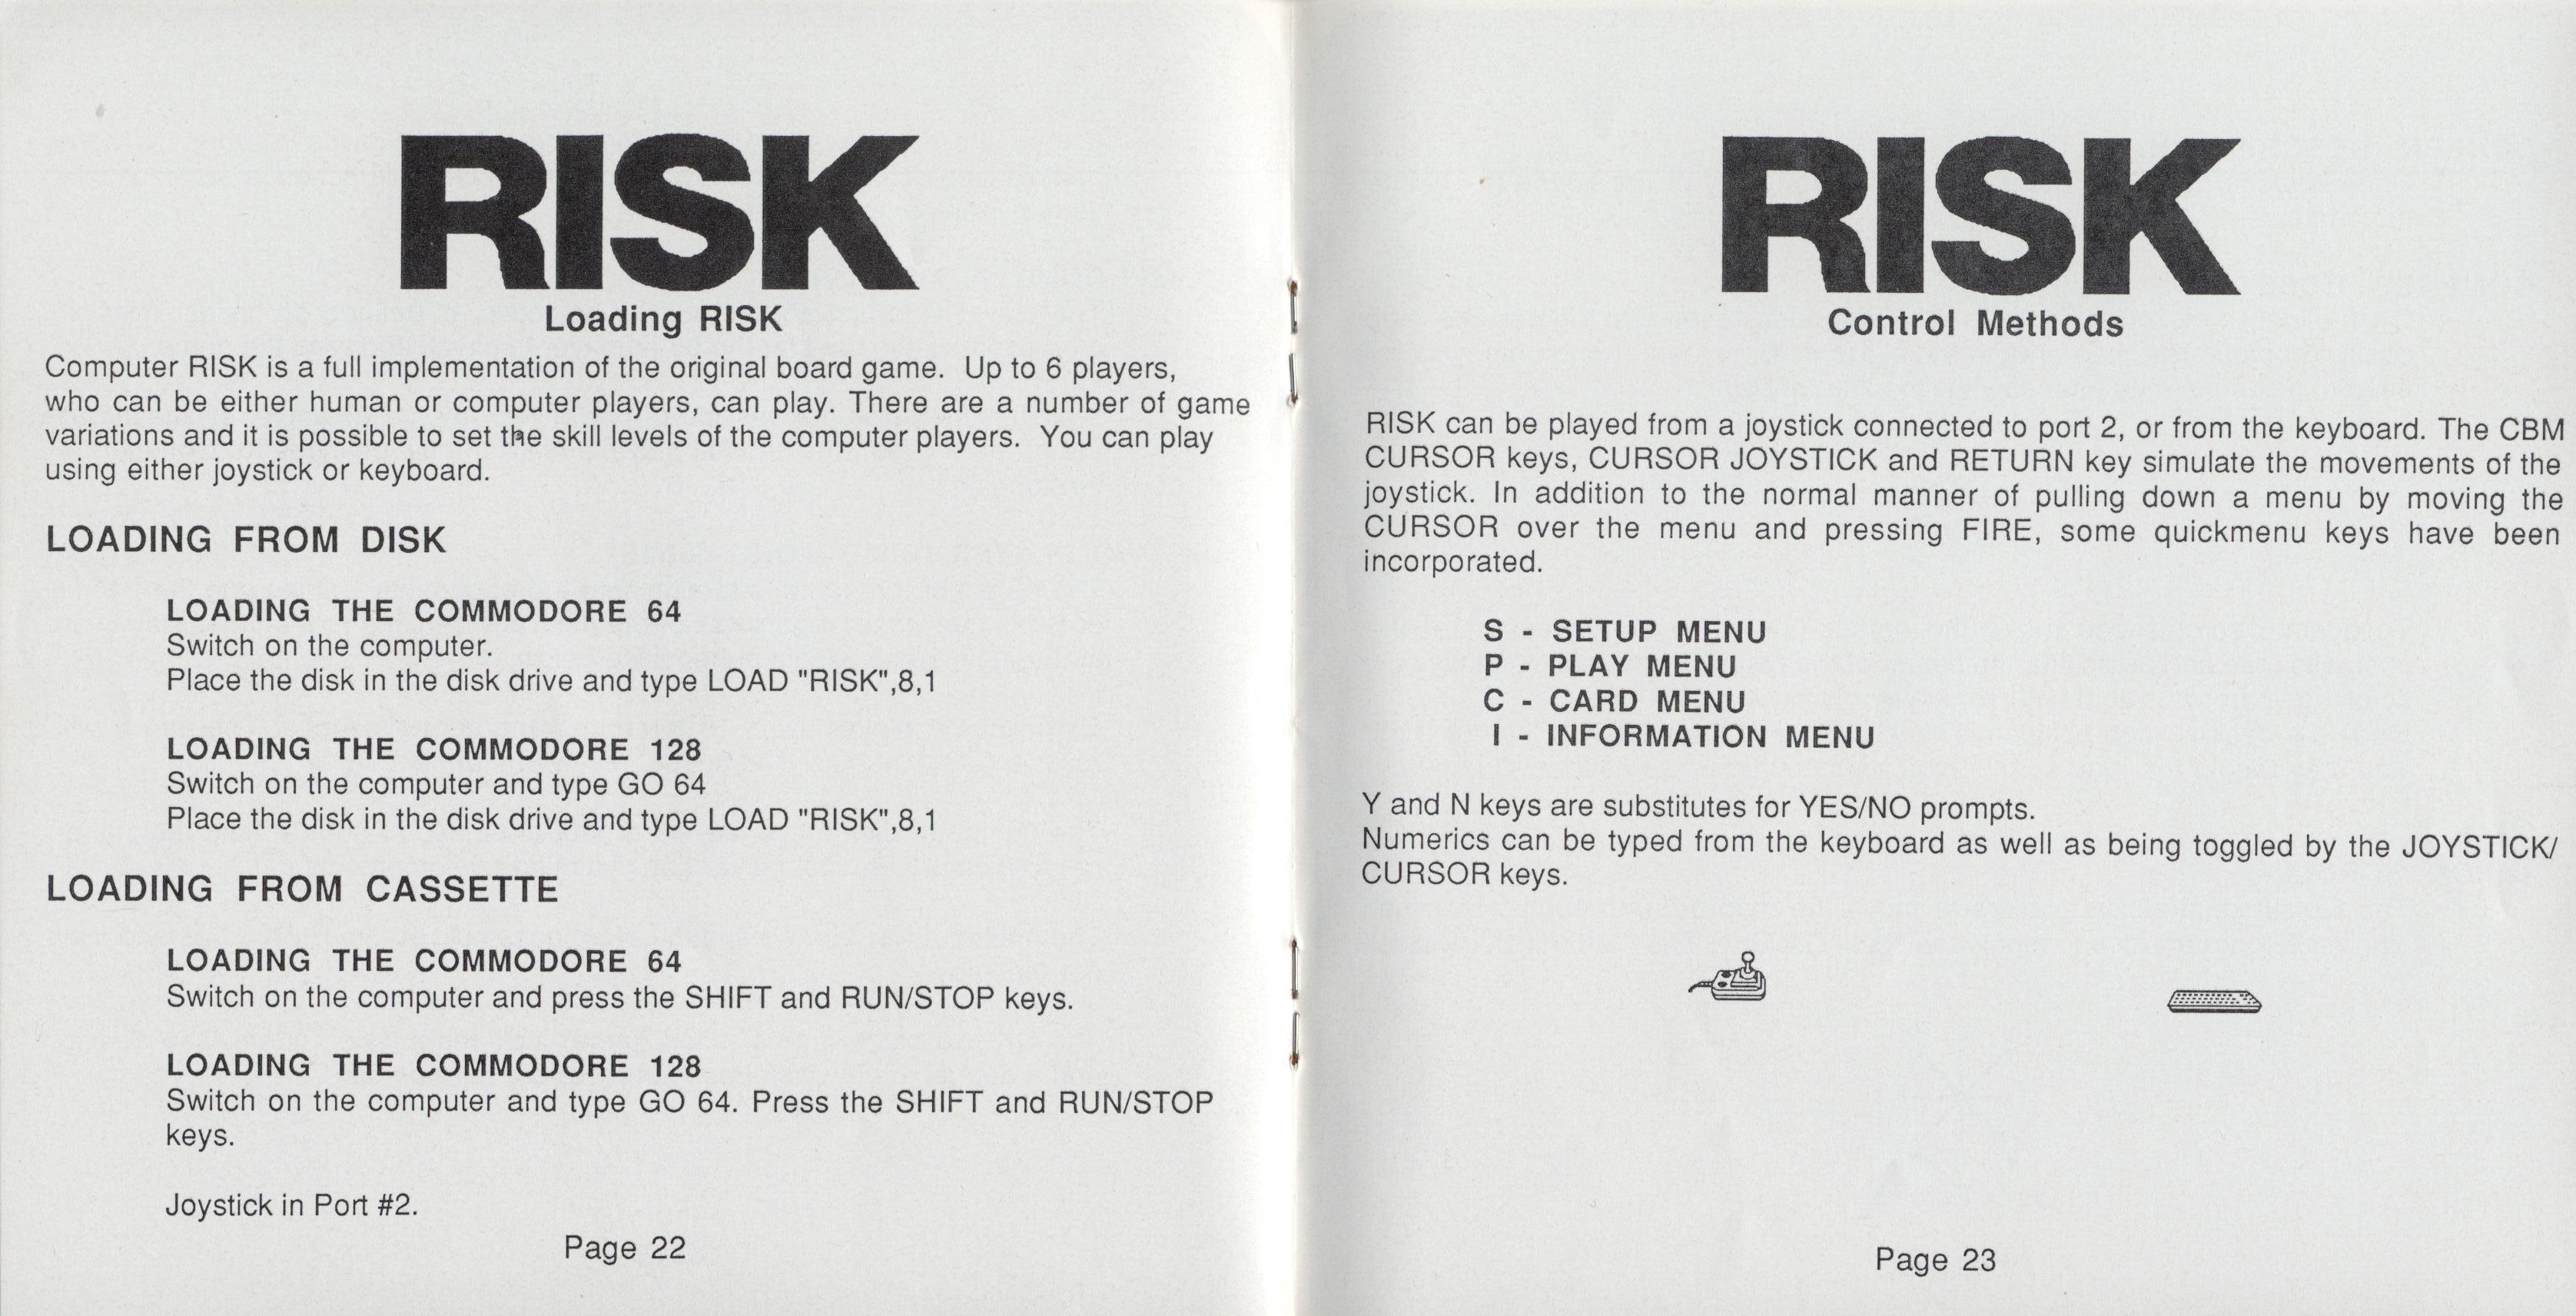 RISK
Loading RISK
Computer RISK is a full implementation of the original board game. Up to 6 players,
who can be either human or computer players, can play. There are a number of game
variations and it is possible to set the skill levels of the computer players. You can play
using either joystick or keyboard.
LOADING FROM DISK
LOADING THE COMMODORE 64
Switch on the computer.
Place the disk in the disk drive and type LOAD "RISK",8,1
LOADING THE COMMODORE 128
Switch on the computer and type GO 64
Place the disk in the disk drive and type LOAD "RISK",8,1
LOADING FROM CASSETTE
LOADING THE COMMODORE 64
Switch on the computer and press the SHIFT and RUN/STOP keys.
LOADING THE COMMODORE 128
Switch on the computer and type GO 64. Press the SHIFT and RUN/STOP
keys.
Joystick in Port #2.
Page 22
RISK
Control Methods
RISK can be played from a joystick connected to port 2, or from the keyboard. The CBM
CURSOR keys, CURSOR JOYSTICK and RETURN key simulate the movements of the
joystick. In addition to the normal manner of pulling down a menu by moving the
CURSOR over the menu and pressing FIRE, some quickmenu keys have been
incorporated.
S - SETUP MENU
P - PLAY MENU
C - CARD MENU
I - INFORMATION MENU
Y and N keys are substitutes for YES/NO prompts.
Numerics can be typed from the keyboard as well as being toggled by the JOYSTICK/
CURSOR keys.
Page 23